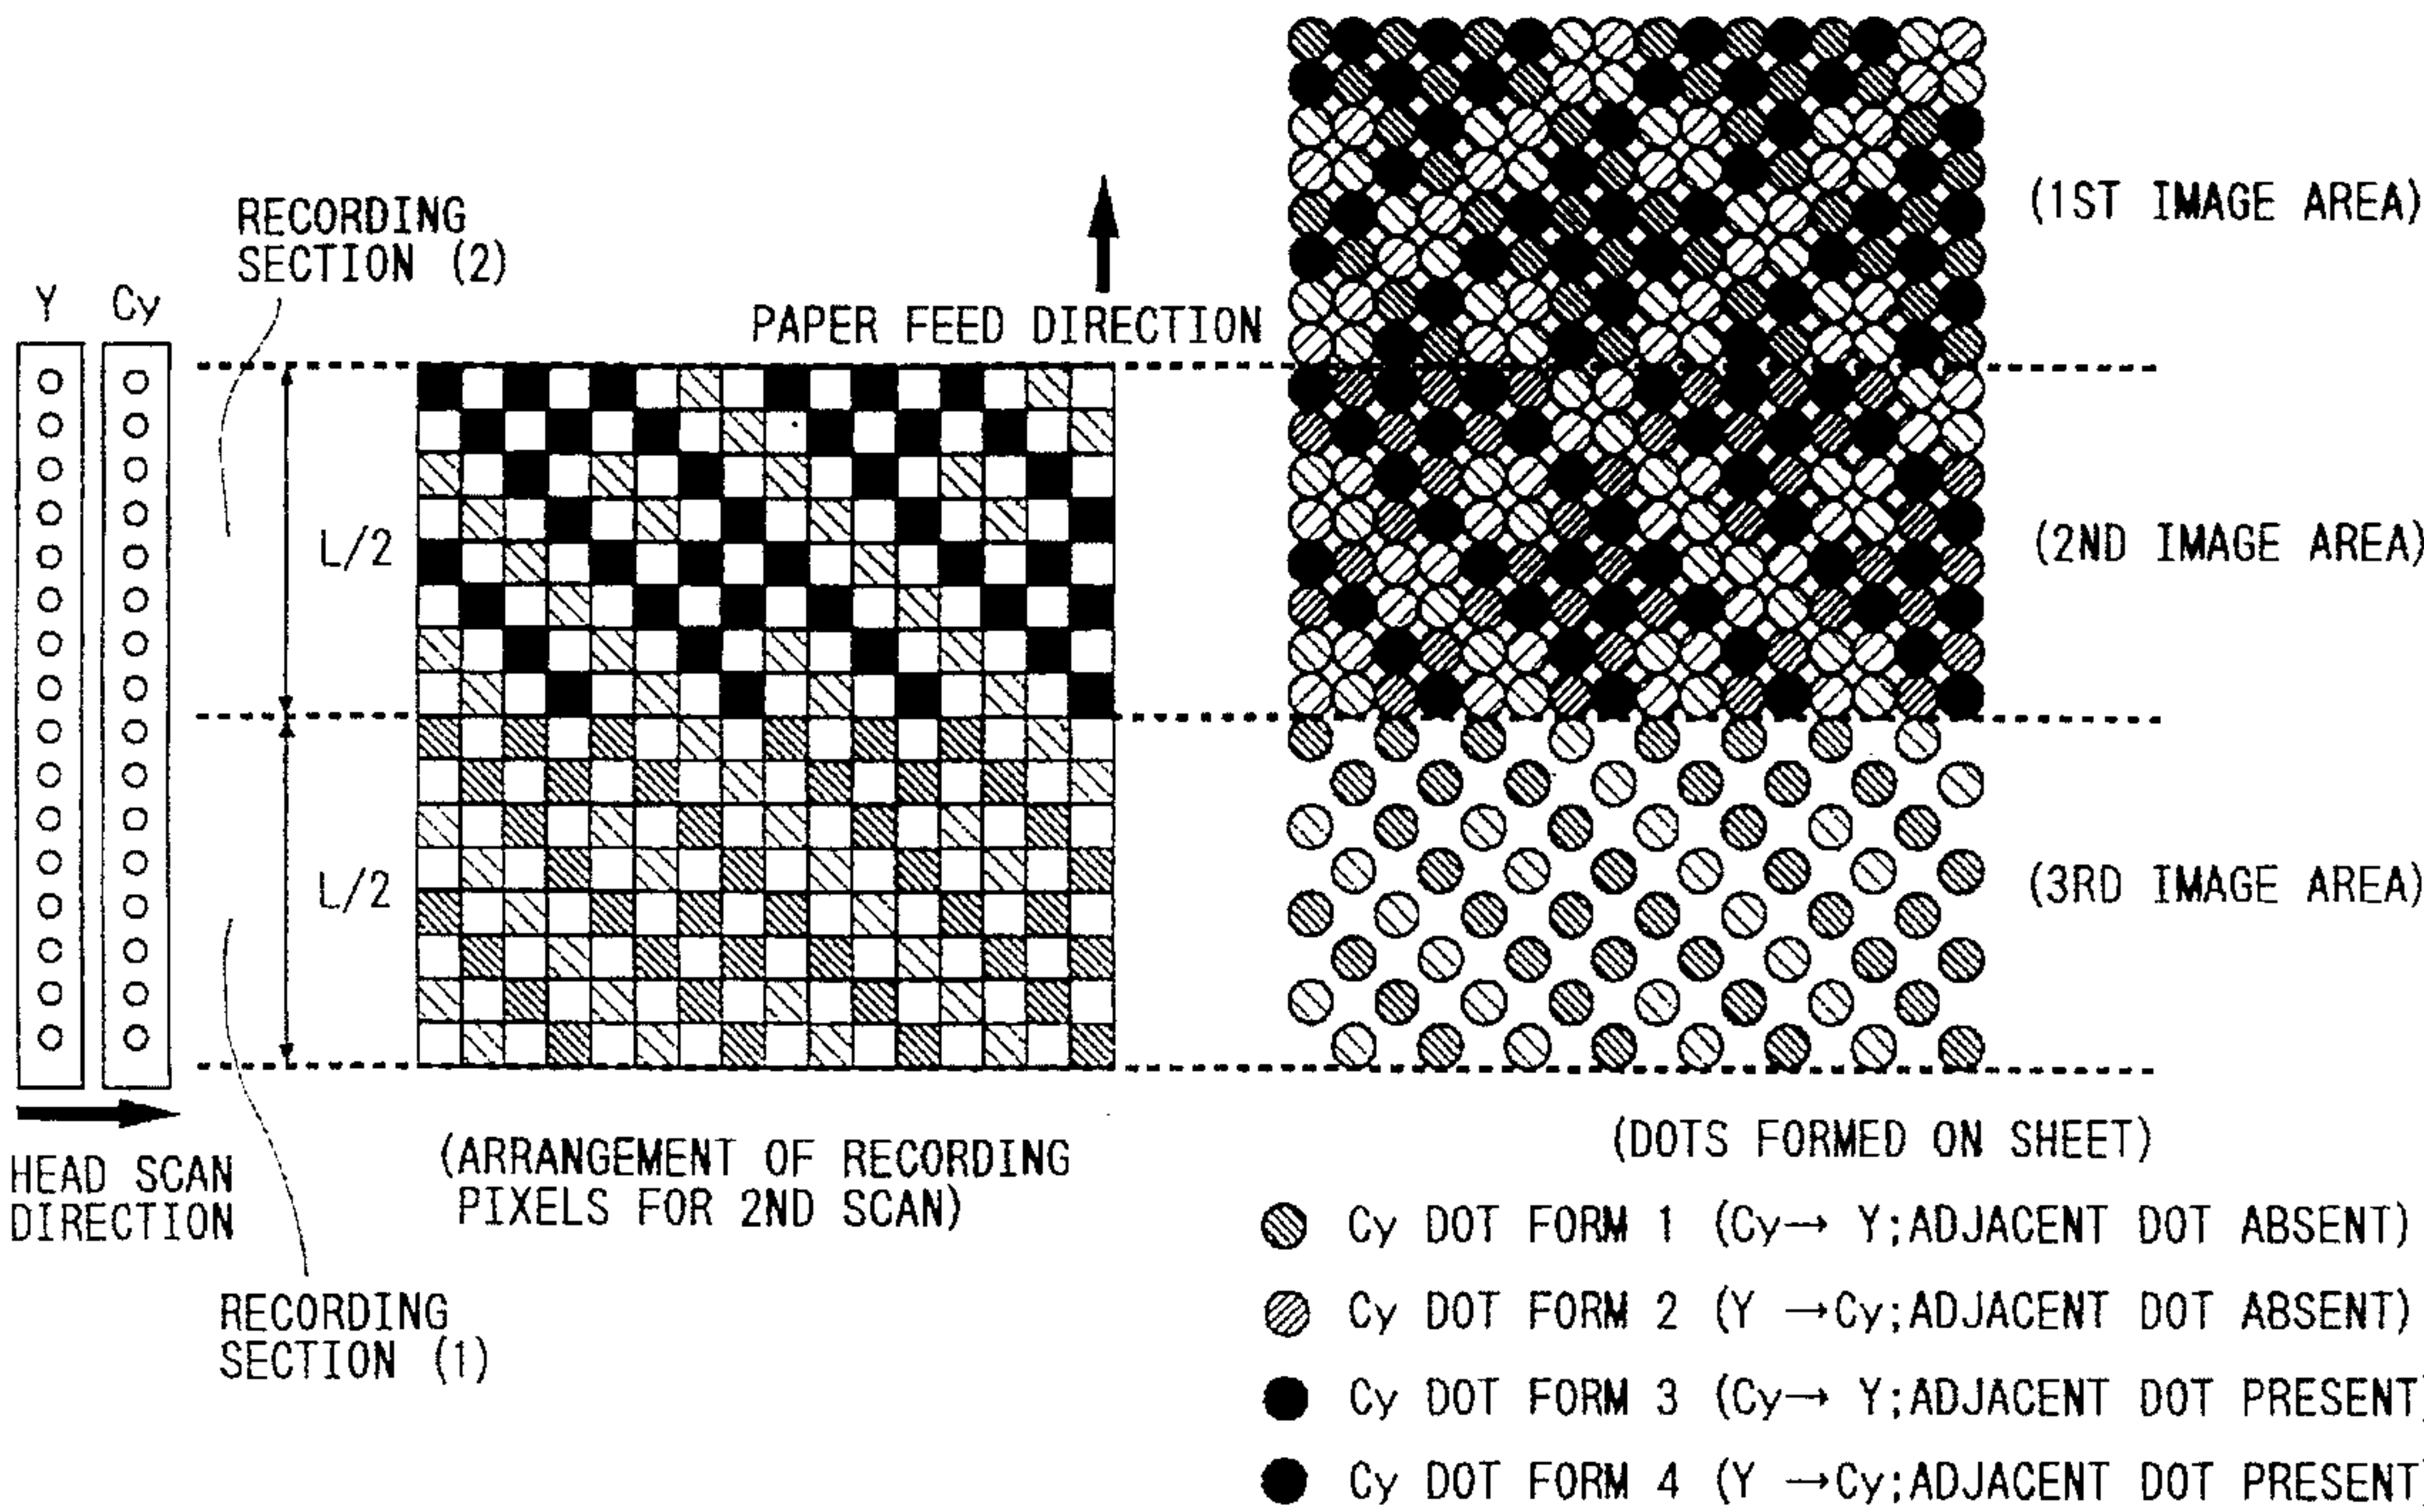 RECORDING
SECTION (2)
Y Cy
PAPER FEED DIRECTION
L/2
L/2
(1ST IMAGE AREA)
(2ND IMAGE AREA)
(3RD IMAGE AREA)
HEAD SCAN
DIRECTION
RECORDING
SECTION (1)
(ARRANGEMENT OF RECORDING
PIXELS FOR 2ND SCAN)
(DOTS FORMED ON SHEET)
Cy DOT FORM 1 (Cy→ Y;ADJACENT DOT ABSENT)
Cy DOT FORM 2 (Y →Cy;ADJACENT DOT ABSENT)
Cy DOT FORM 3 (Cy→ Y;ADJACENT DOT PRESENT)
Cy DOT FORM 4 (Y →Cy;ADJACENT DOT PRESENT)